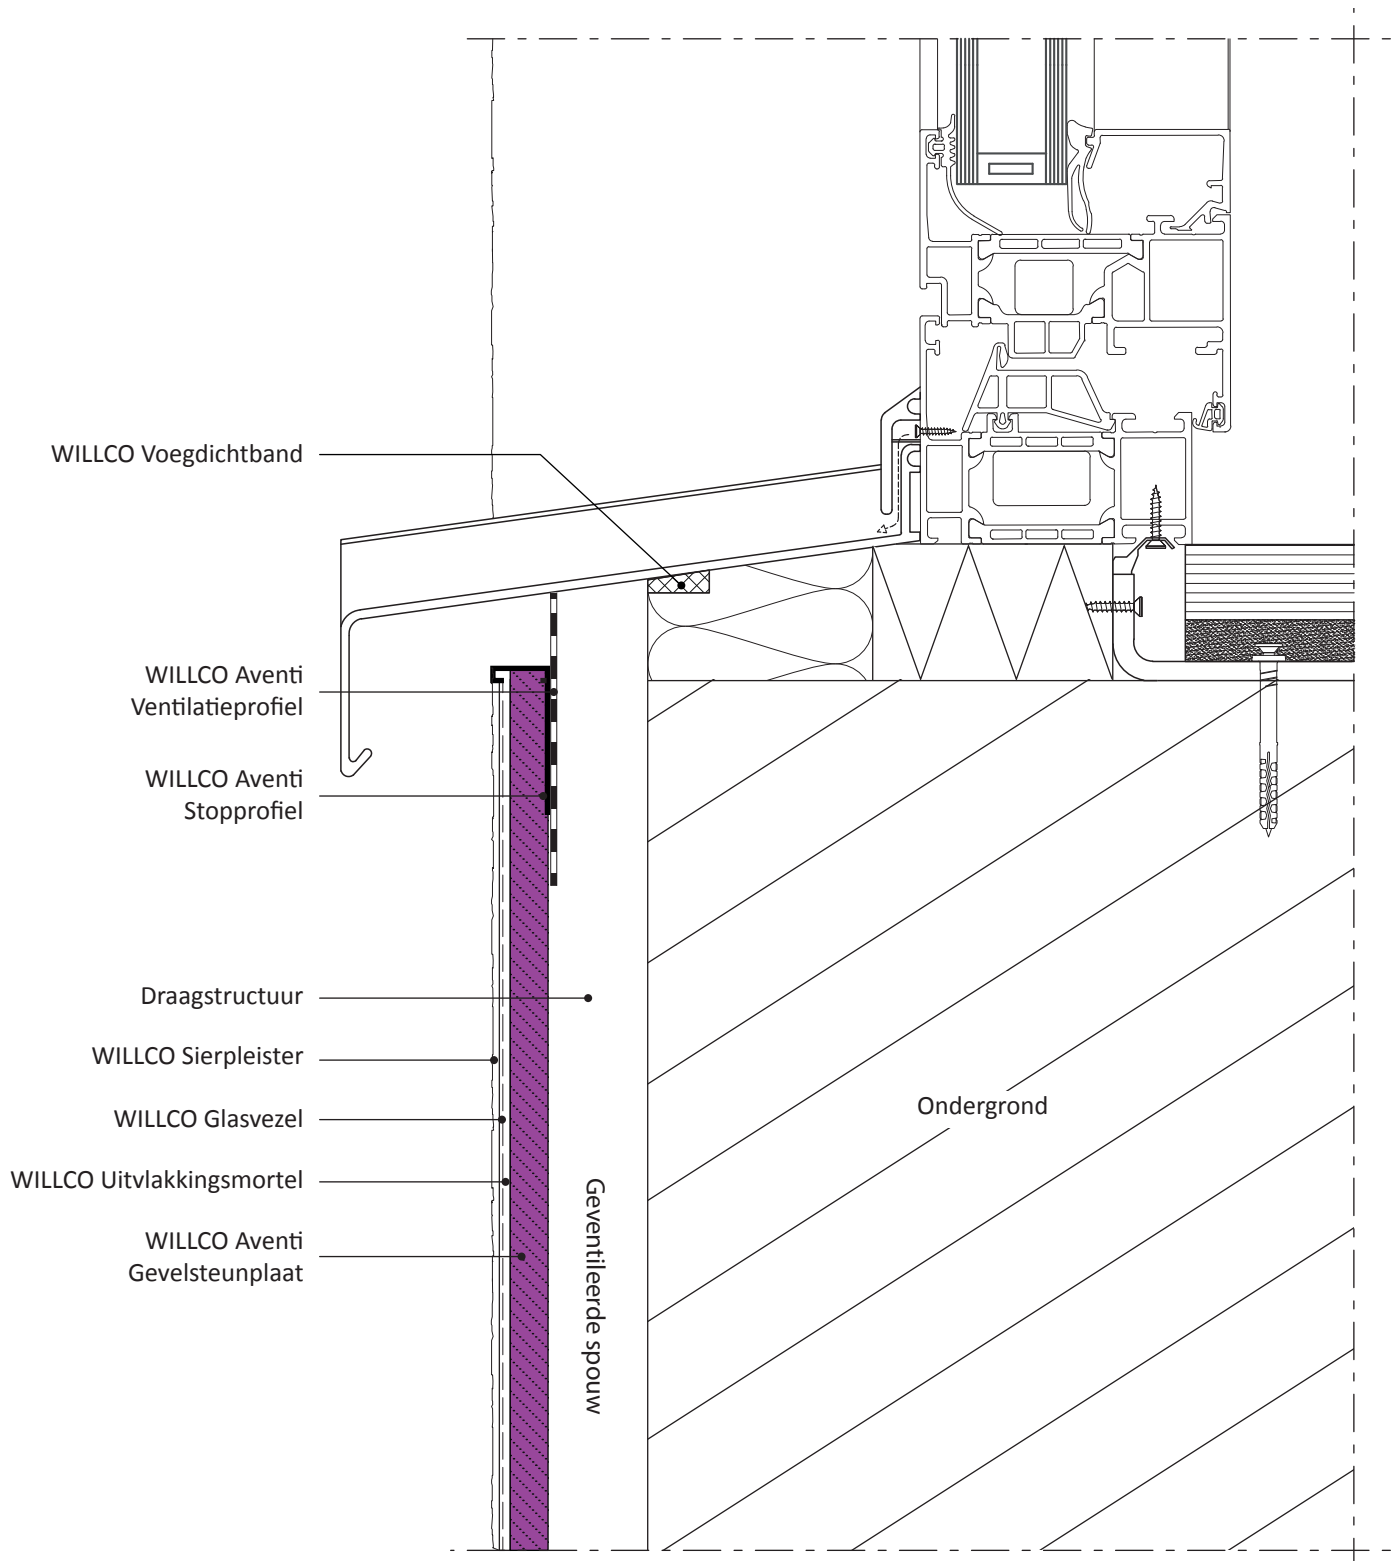 WILLCO Voegdichtband
WILLCO Aventi
Ventilatieprofiel
WILLCO Aventi
Stopprofiel
Draagstructuur
WILLCO Sierpleister
WILLCO Glasvezel
WILLCO Uitvlakkingsmortel
WILLCO Aventi
Gevelsteunplaat
Geventileerde spouw
Ondergrond